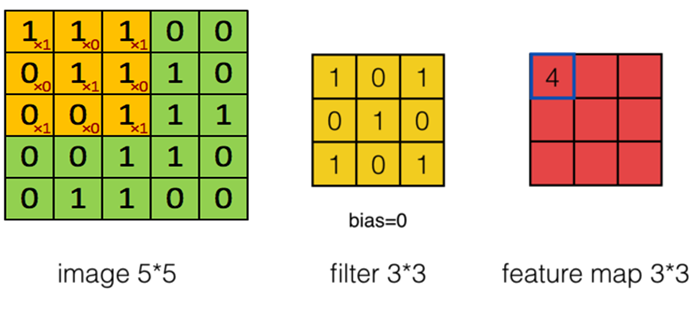 1×1 1×0 1×1 0 0
0×0 1×1 1×0 1 0
0×1 0×0 1×1 1 1
0 0 1 1 0
0 1 1 0 0
image 5*5
1 0 1
0 1 0
1 0 1
bias=0
filter 3*3
4
feature map 3*3